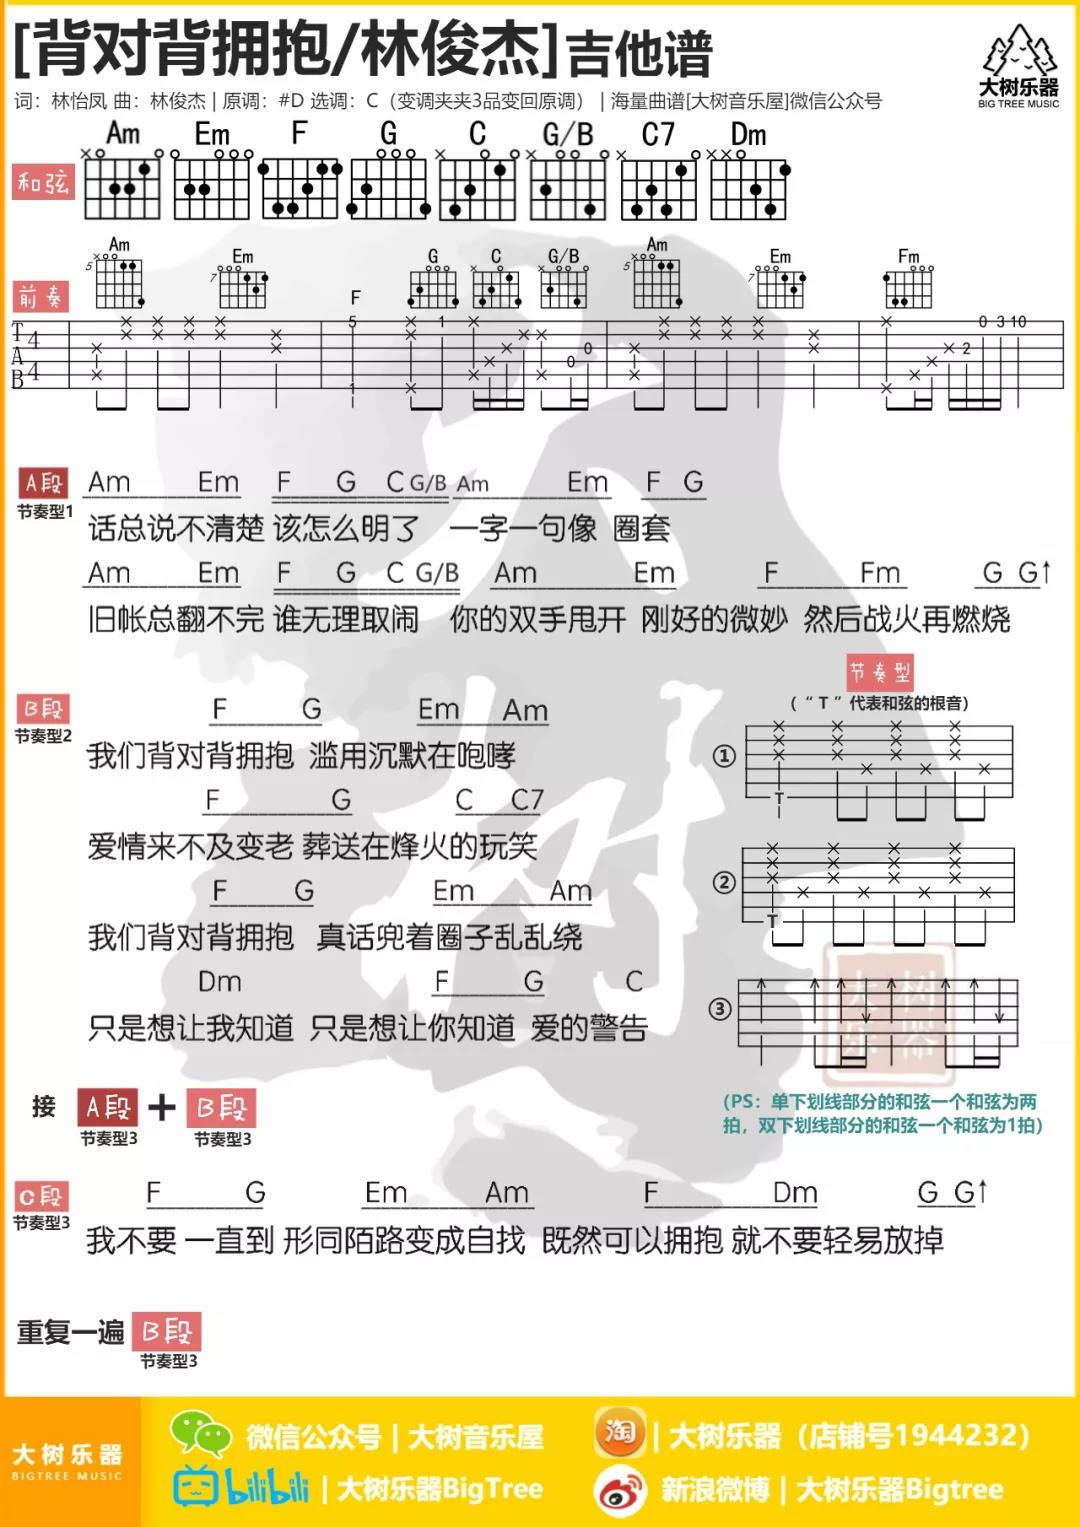 [背对背拥抱/林俊杰]吉他谱
大树乐器
BIG TREE MUSIC
词：林怡凤 曲：林俊杰 | 原调：#D 选调：C（变调夹夹3品变回原调） | 海量曲谱[大树音乐屋]微信公众号
和弦 Am Em F G C G/B C7 Dm
前奏 Am Em F G C G/B Am Em Fm
5 7 5 7
T A B 4 4
5 1 1 0 0 2 0 3 1 0
A段 Am Em F G C G/B Am Em F G
节奏型1
话总说不清楚 该怎么明了 一字一句像 圈套
Am Em F G C G/B Am Em F Fm G G↑
旧帐总翻不完 谁无理取闹 你的双手甩开 刚好的微妙 然后战火再燃烧
节奏型
（“T”代表和弦的根音）
B段 F G Em Am
节奏型2
我们背对背拥抱 滥用沉默在咆哮
① T
F G C C7
爱情来不及变老 葬送在烽火的玩笑
② T
F G Em Am
我们背对背拥抱 真话兜着圈子乱乱绕
Dm F G C
只是想让我知道 只是想让你知道 爱的警告
③
大树乐器
接 A段 + B段
节奏型3 节奏型3
（PS：单下划线部分的和弦一个和弦为两
拍，双下划线部分的和弦一个和弦为1拍）
C段 F G Em Am F Dm G G↑
节奏型3
我不要 一直到 形同陌路变成自找 既然可以拥抱 就不要轻易放掉
重复一遍 B段
节奏型3
大树乐器
BIGTREE MUSIC
微信公众号 | 大树音乐屋
淘 | 大树乐器（店铺号1944232）
bilibili | 大树乐器BigTree
新浪微博 | 大树乐器Bigtree
大树